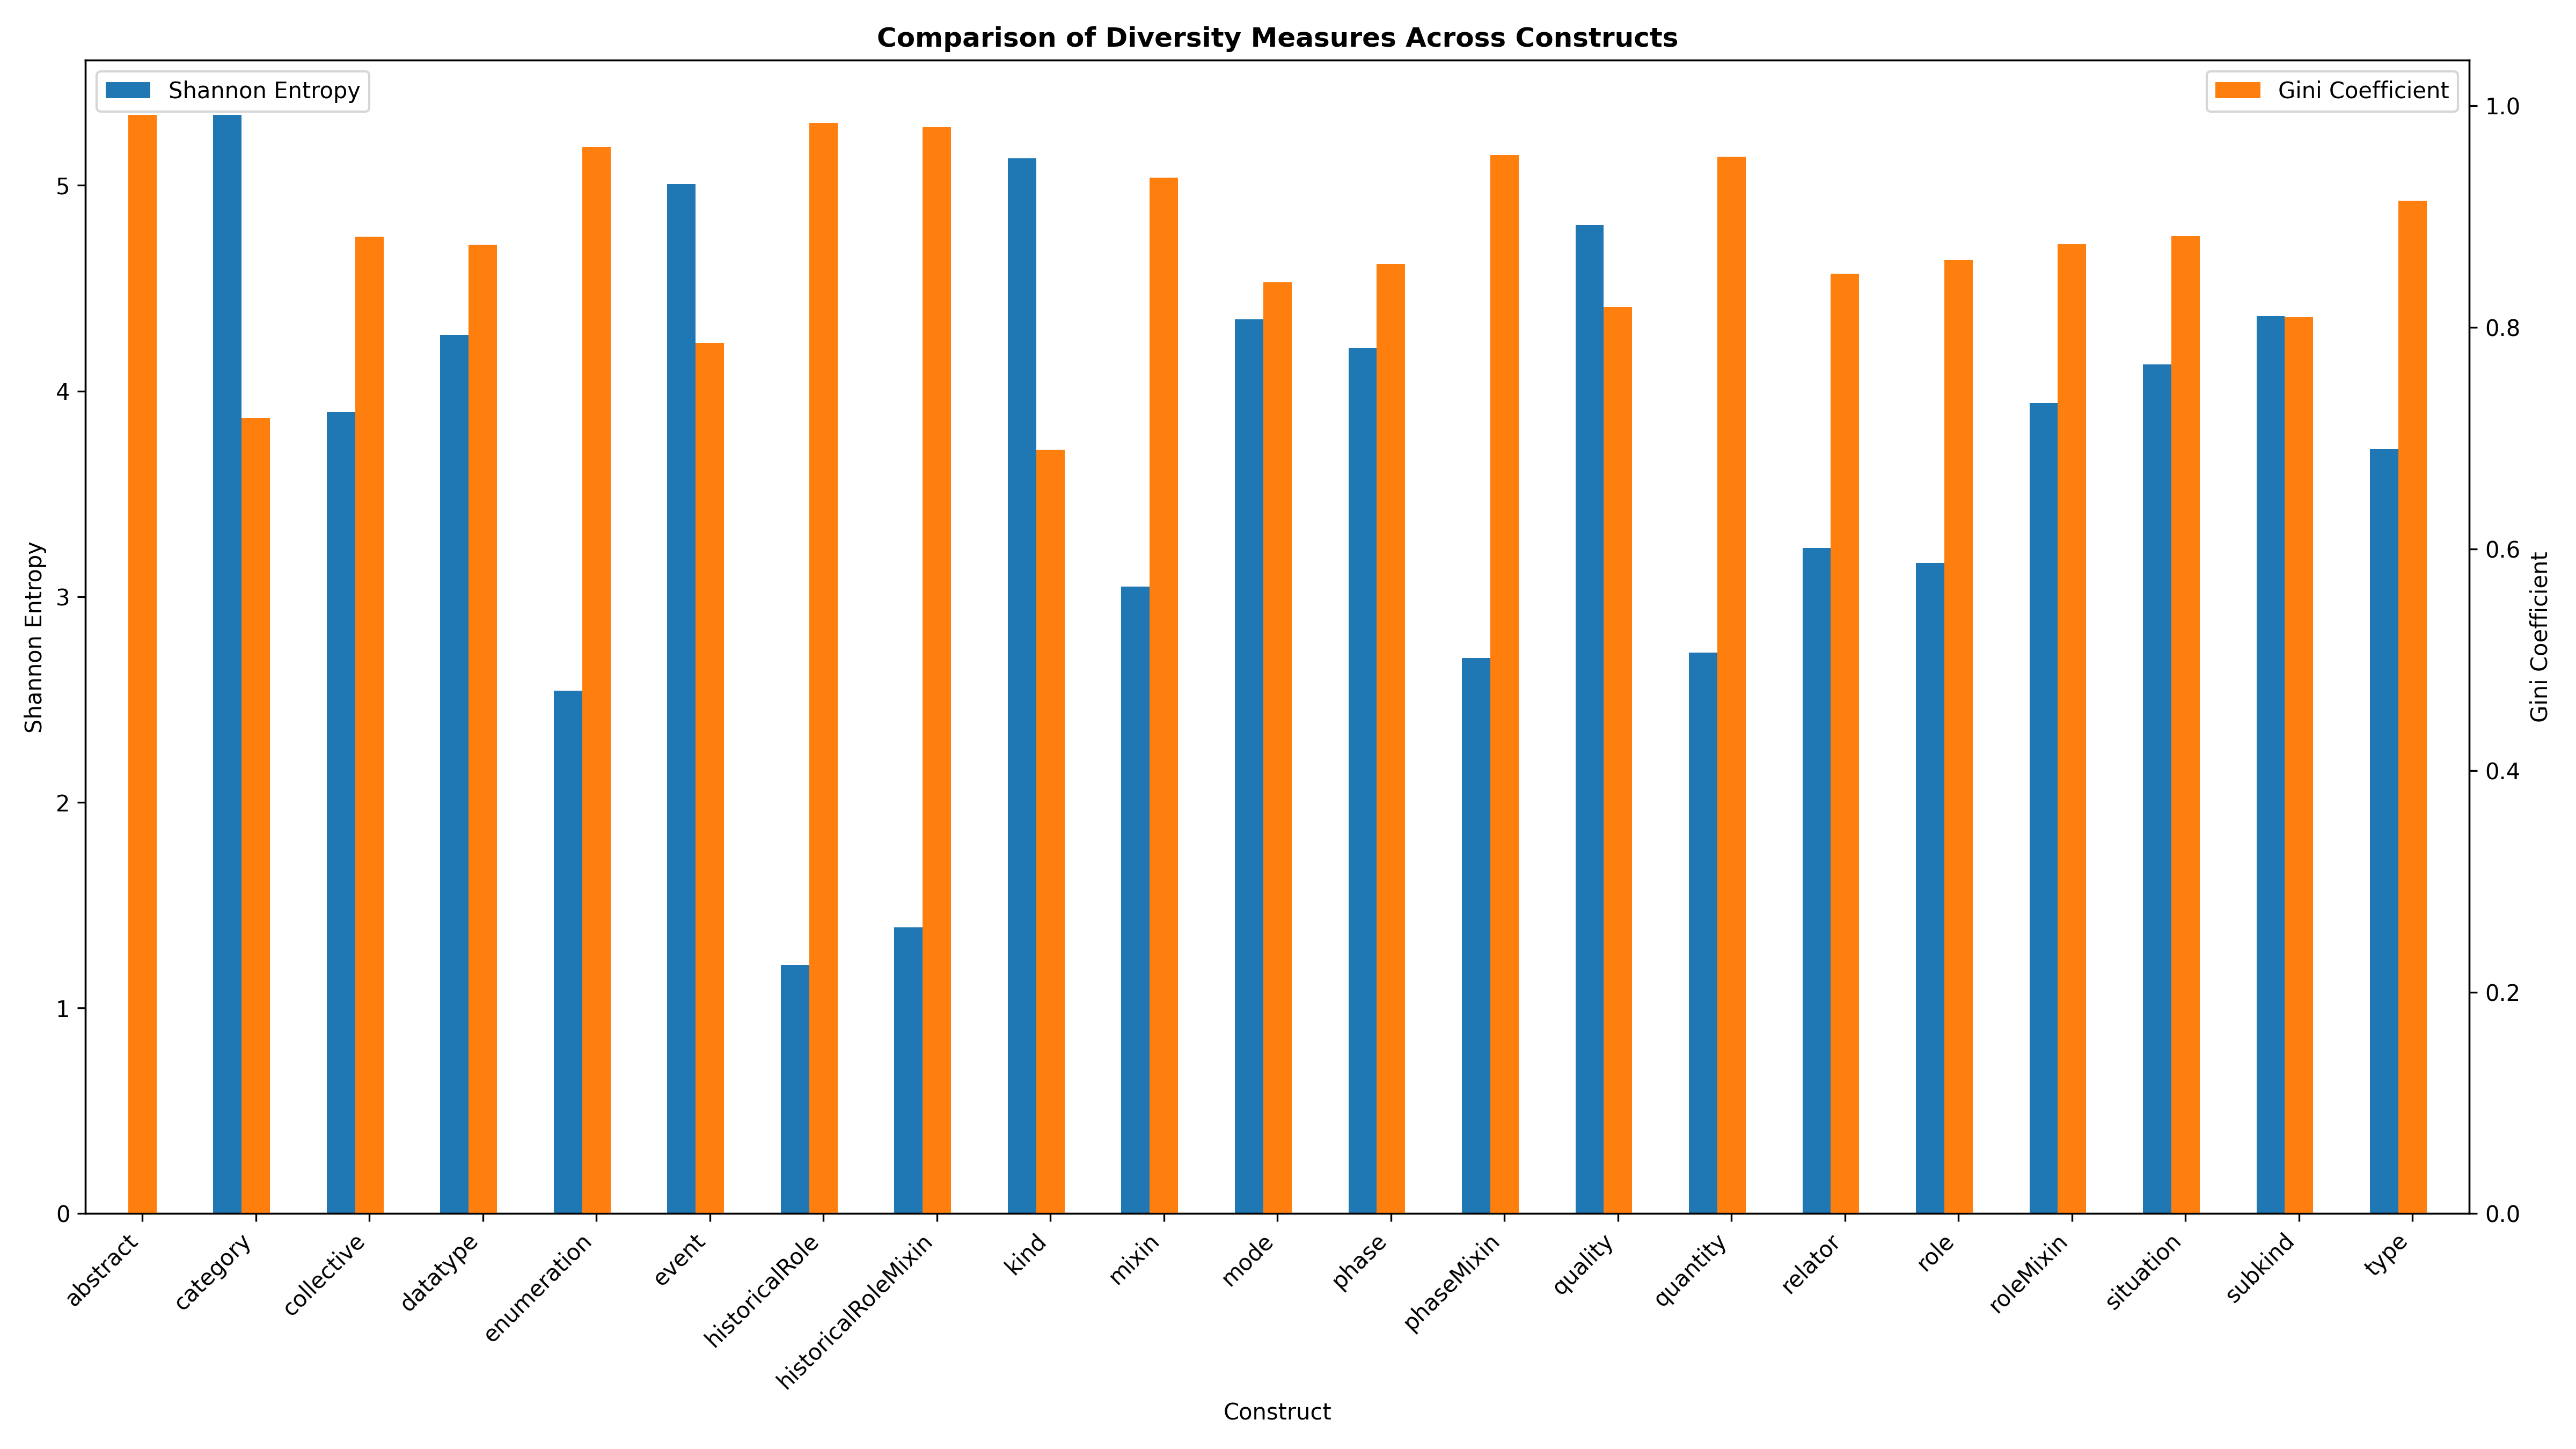 Comparison of Diversity Measures Across Constructs
Shannon Entropy
Gini Coefficient
Shannon Entropy
5
4
3
2
1
0
1.0
0.8
0.6
0.4
0.2
0.0
Gini Coefficient
abstract
category
collective
datatype
enumeration
event
historicalRole
historicalRoleMixin
kind
mixin
mode
phase
phaseMixin
quality
quantity
relator
role
roleMixin
situation
subkind
type
Construct